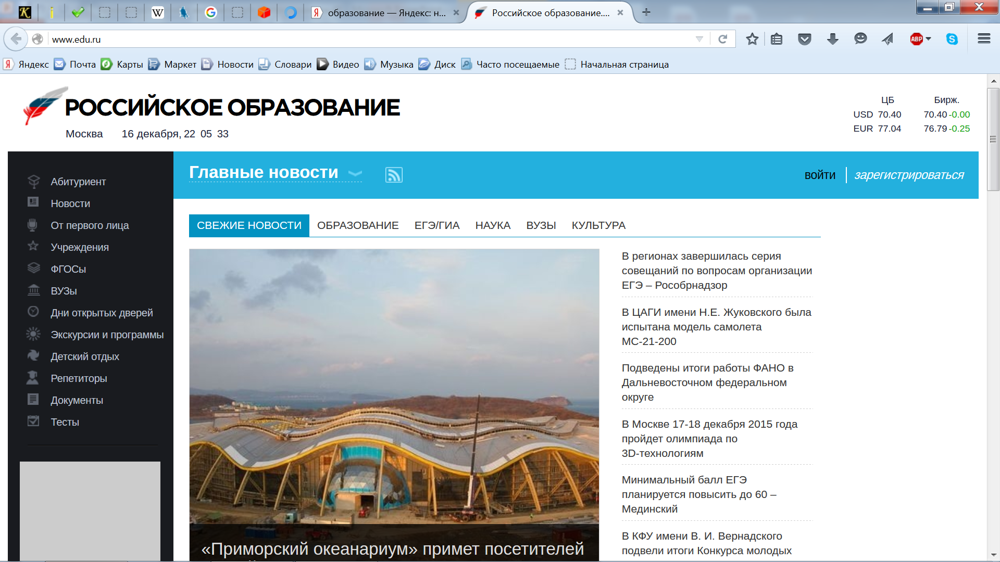 образование — Яндекс: н...
Российское образование....
www.edu.ru
ABP
Яндекс Почта Карты Маркет Новости Словари Видео Музыка Диск Часто посещаемые Начальная страница
РОССИЙСКОЕ ОБРАЗОВАНИЕ
Москва 16 декабря, 22 05 33
ЦБ Бирж.
USD 70.40 70.40 -0.00
EUR 77.04 76.79 -0.25
Абитуриент
Новости
От первого лица
Учреждения
ФГОСы
ВУЗы
Дни открытых дверей
Экскурсии и программы
Детский отдых
Репетиторы
Документы
Тесты
Главные новости
войти
зарегистрироваться
СВЕЖИЕ НОВОСТИ ОБРАЗОВАНИЕ ЕГЭ/ГИА НАУКА ВУЗЫ КУЛЬТУРА
«Приморский океанариум» примет посетителей
В регионах завершилась серия
совещаний по вопросам организации
ЕГЭ – Рособрнадзор
В ЦАГИ имени Н.Е. Жуковского была
испытана модель самолета
МС-21-200
Подведены итоги работы ФАНО в
Дальневосточном федеральном
округе
В Москве 17-18 декабря 2015 года
пройдет олимпиада по
3D-технологиям
Минимальный балл ЕГЭ
планируется повысить до 60 –
Мединский
В КФУ имени В. И. Вернадского
подвели итоги Конкурса молодых